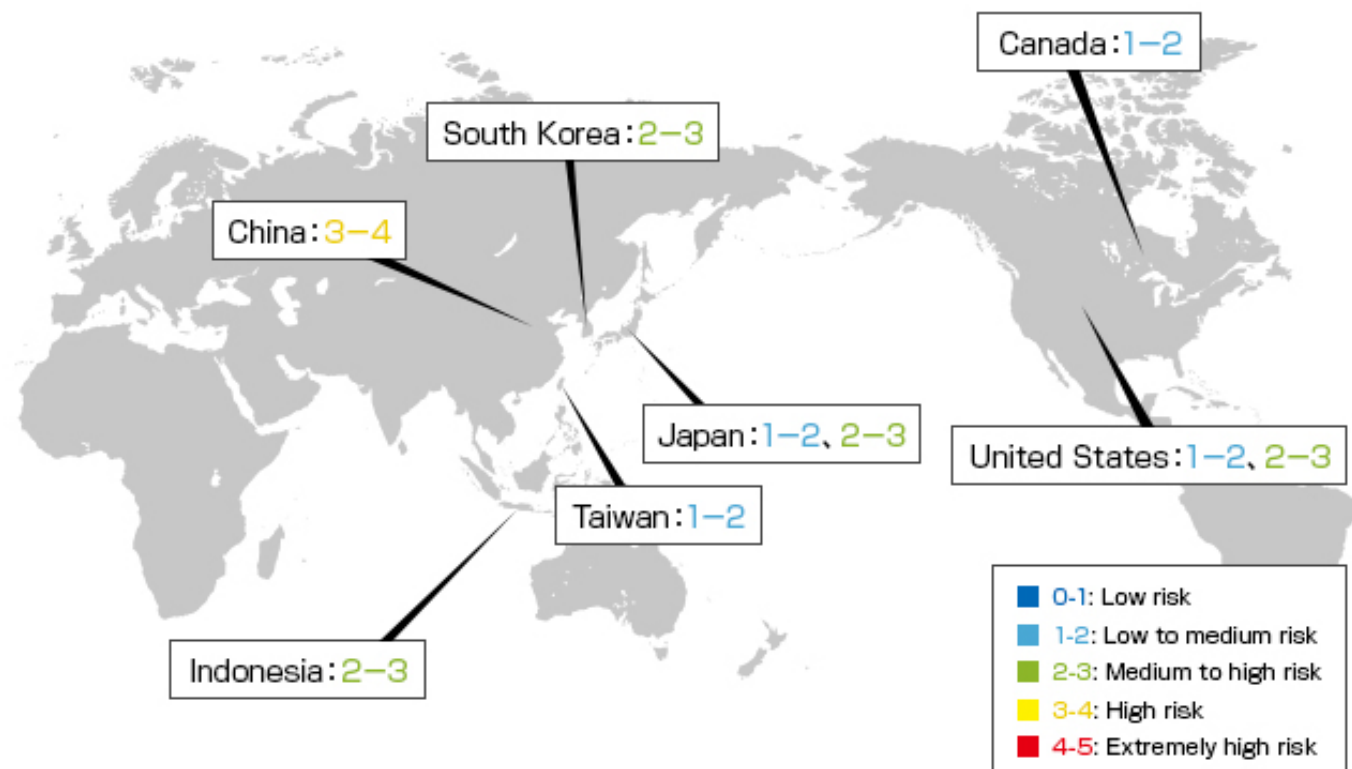 Canada:1−2
South Korea:2−3
China:3−4
Japan:1−2、2−3
United States:1−2、2−3
Taiwan:1−2
Indonesia:2−3
0-1: Low risk
1-2: Low to medium risk
2-3: Medium to high risk
3-4: High risk
4-5: Extremely high risk